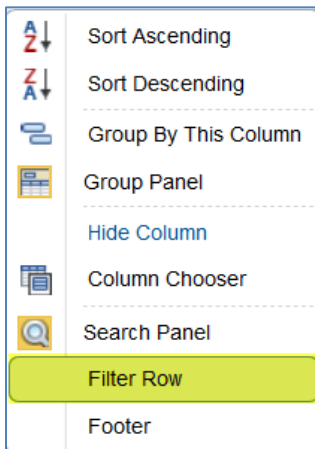 Sort Ascending
Sort Descending
Group By This Column
Group Panel
Hide Column
Column Chooser
Search Panel
Filter Row
Footer